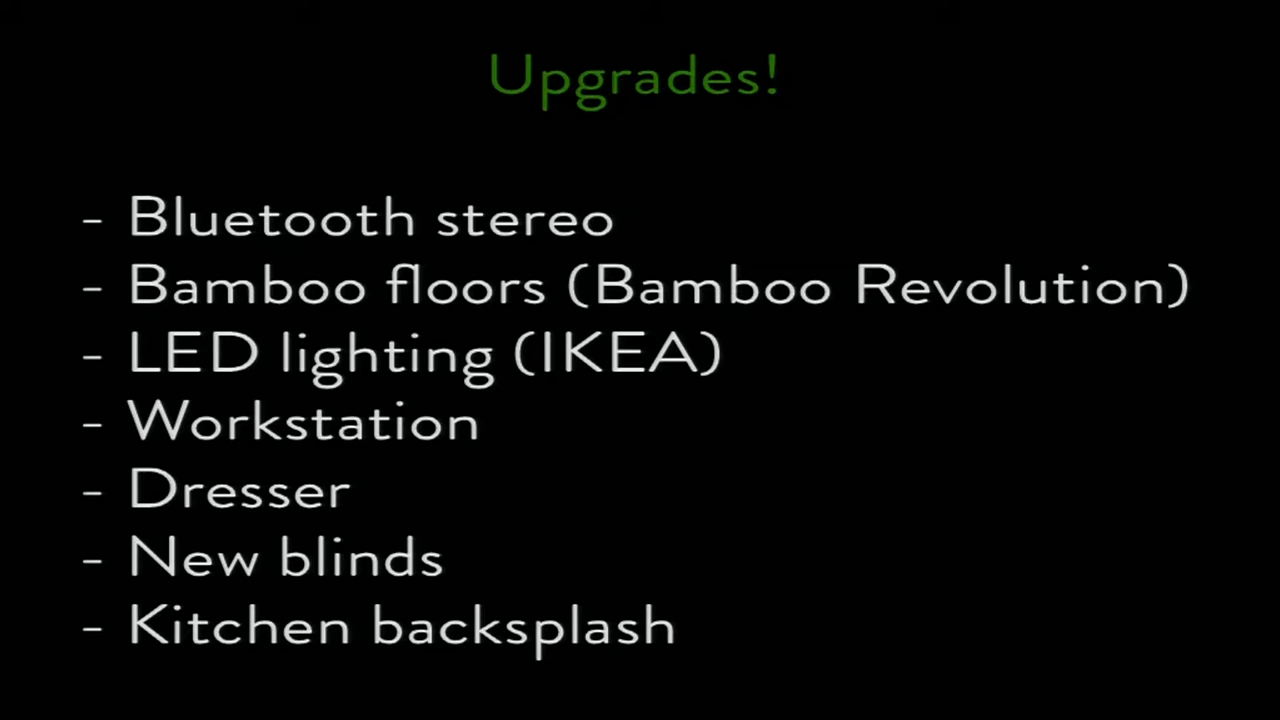 Upgrades!
- Bluetooth stereo
- Bamboo floors (Bamboo Revolution)
- LED lighting (IKEA)
- Workstation
- Dresser
- New blinds
- Kitchen backsplash